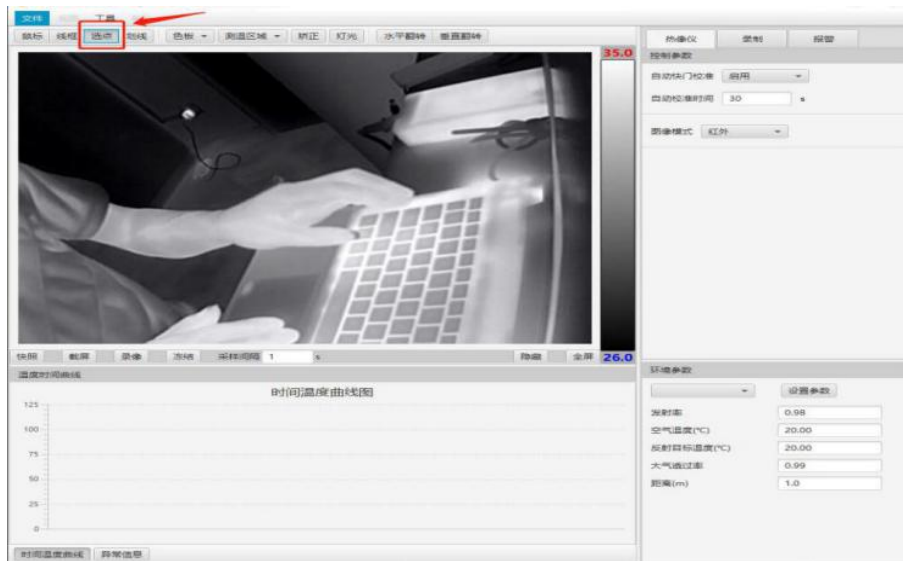 文件 工具
鼠标 线框 选点 划线 色板 测温区域 矫正 灯光 水平翻转 垂直翻转
热像仪 录制 报警
35.0
控制参数
自动快门校准 启用
自动校准时间 30 s
图像模式 红外
快照 截屏 录像 冻结 采样间隔 1 s 隐藏 全屏 26.0
温度时间曲线
时间温度曲线图
125
100
75
50
25
0
时间温度曲线 异常信息
环境参数
设置参数
发射率 0.98
空气温度(℃) 20.00
反射目标温度(℃) 20.00
大气透过率 0.99
距离(m) 1.0